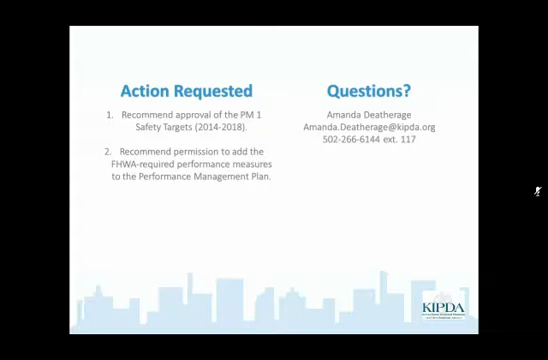 Action Requested
1. Recommend approval of the PM 1
Safety Targets (2014-2018).
2. Recommend permission to add the
FHWA-required performance measures
to the Performance Management Plan.
Questions?
Amanda Deatherage
Amanda.Deatherage@kipda.org
502-266-6144 ext. 117
KIPDA